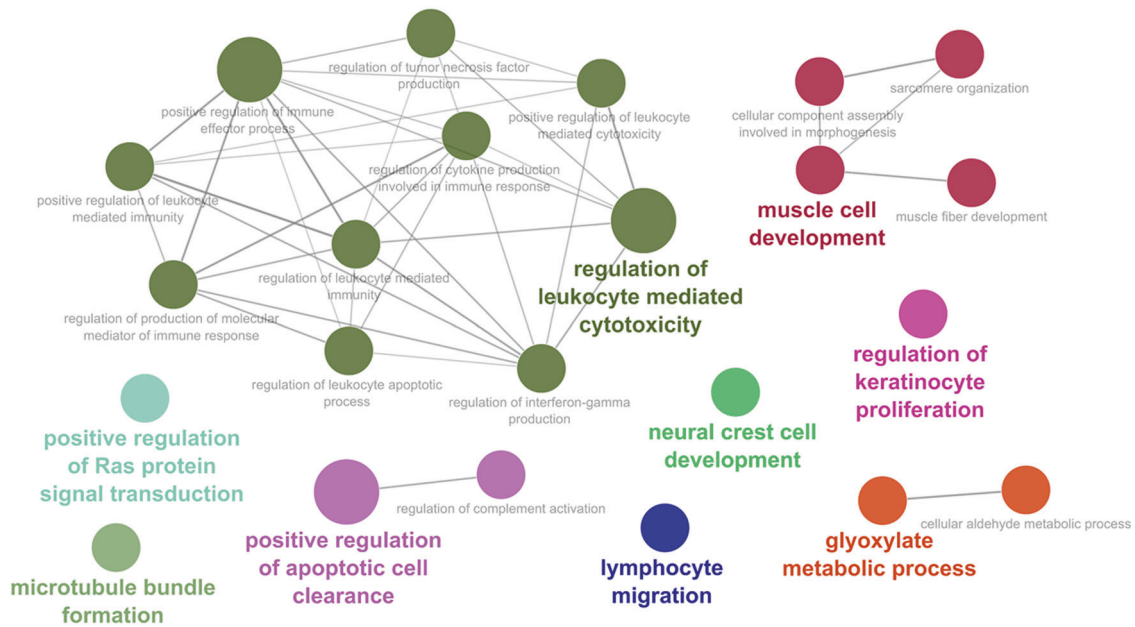 regulation of tumor necrosis factor
production
positive regulation of immune
effector process
positive regulation of leukocyte
mediated cytotoxicity
sarcomere organization
cellular component assembly
involved in morphogenesis
regulation of cytokine production
involved in immune response
positive regulation of leukocyte
mediated immunity
muscle cell
development
muscle fiber development
regulation of leukocyte mediated
immunity
regulation of
leukocyte mediated
cytotoxicity
regulation of production of molecular
mediator of immune response
regulation of leukocyte apoptotic
process
regulation of interferon-gamma
production
regulation of
keratinocyte
proliferation
positive regulation
of Ras protein
signal transduction
neural crest cell
development
regulation of complement activation
cellular aldehyde metabolic process
positive regulation
of apoptotic cell
clearance
glyoxylate
metabolic process
lymphocyte
migration
microtubule bundle
formation